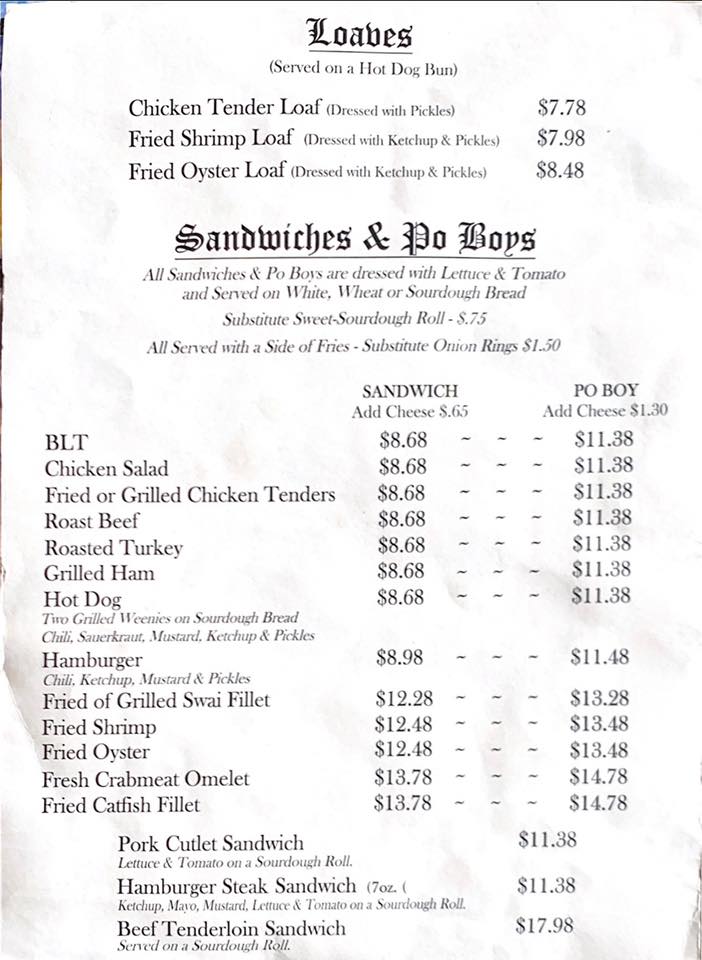 Loaves
(Served on a Hot Dog Bun)
Chicken Tender Loaf (Dressed with Pickles) $7.78
Fried Shrimp Loaf (Dressed with Ketchup & Pickles) $7.98
Fried Oyster Loaf (Dressed with Ketchup & Pickles) $8.48
Sandwiches & Po Boys
All Sandwiches & Po Boys are dressed with Lettuce & Tomato
and Served on White, Wheat or Sourdough Bread
Substitute Sweet-Sourdough Roll - $.75
All Served with a Side of Fries - Substitute Onion Rings $1.50
SANDWICH PO BOY
Add Cheese $.65 Add Cheese $1.30
BLT $8.68 ~ ~ ~ $11.38
Chicken Salad $8.68 ~ ~ ~ $11.38
Fried or Grilled Chicken Tenders $8.68 ~ ~ ~ $11.38
Roast Beef $8.68 ~ ~ ~ $11.38
Roasted Turkey $8.68 ~ ~ ~ $11.38
Grilled Ham $8.68 ~ ~ ~ $11.38
Hot Dog $8.68 ~ ~ ~ $11.38
Two Grilled Weenies on Sourdough Bread
Chili, Sauerkraut, Mustard, Ketchup & Pickles
Hamburger $8.98 ~ ~ ~ $11.48
Chili, Ketchup, Mustard & Pickles
Fried of Grilled Swai Fillet $12.28 ~ ~ ~ $13.28
Fried Shrimp $12.48 ~ ~ ~ $13.48
Fried Oyster $12.48 ~ ~ ~ $13.48
Fresh Crabmeat Omelet $13.78 ~ ~ ~ $14.78
Fried Catfish Fillet $13.78 ~ ~ ~ $14.78
Pork Cutlet Sandwich $11.38
Lettuce & Tomato on a Sourdough Roll.
Hamburger Steak Sandwich (7oz. ( $11.38
Ketchup, Mayo, Mustard, Lettuce & Tomato on a Sourdough Roll.
Beef Tenderloin Sandwich $17.98
Served on a Sourdough Roll.